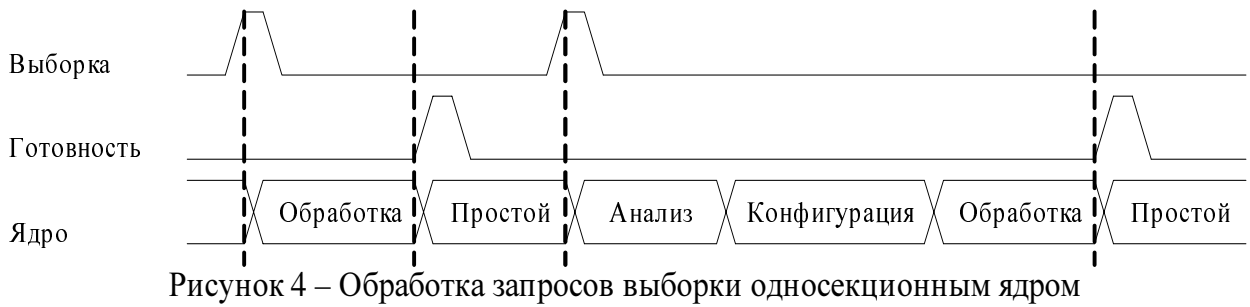 Выборка
Готовность
Ядро
Обработка
Простой
Анализ
Конфигурация
Обработка
Простой
Рисунок 4 – Обработка запросов выборки односекционным ядром